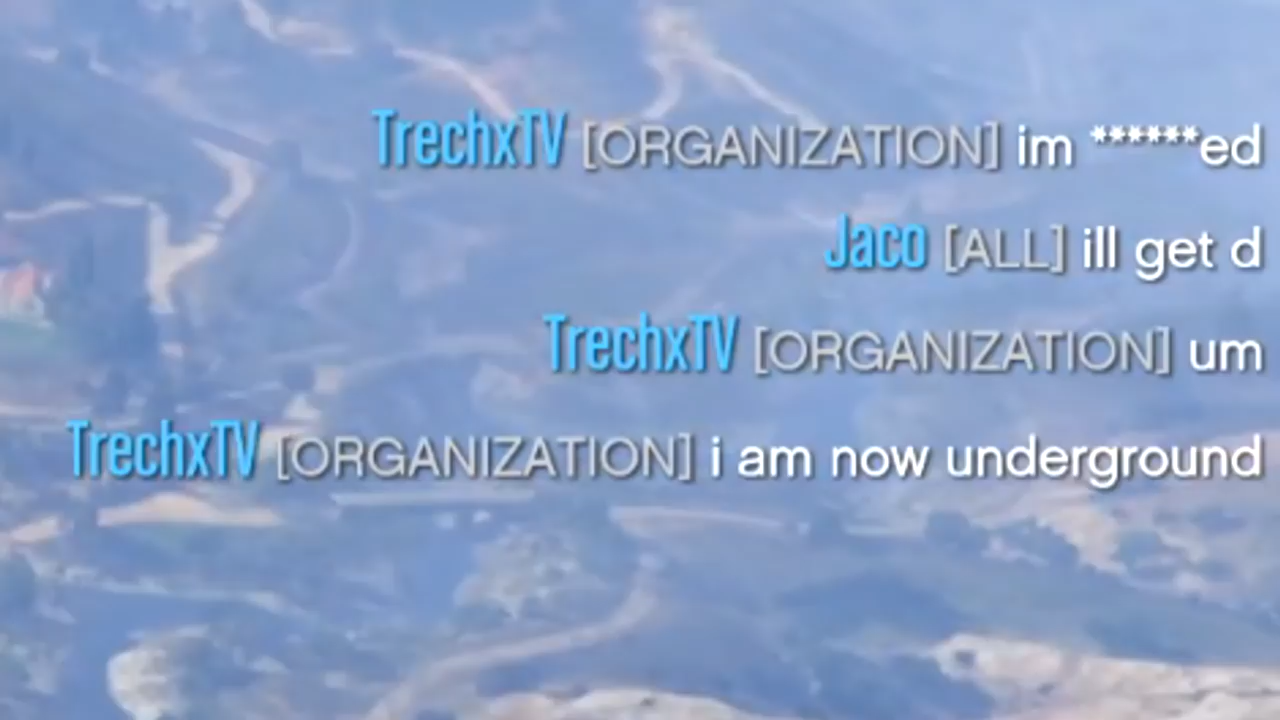 TrechxTV [ORGANIZATION] im ******ed
Jaco [ALL] ill get d
TrechxTV [ORGANIZATION] um
TrechxTV [ORGANIZATION] i am now underground